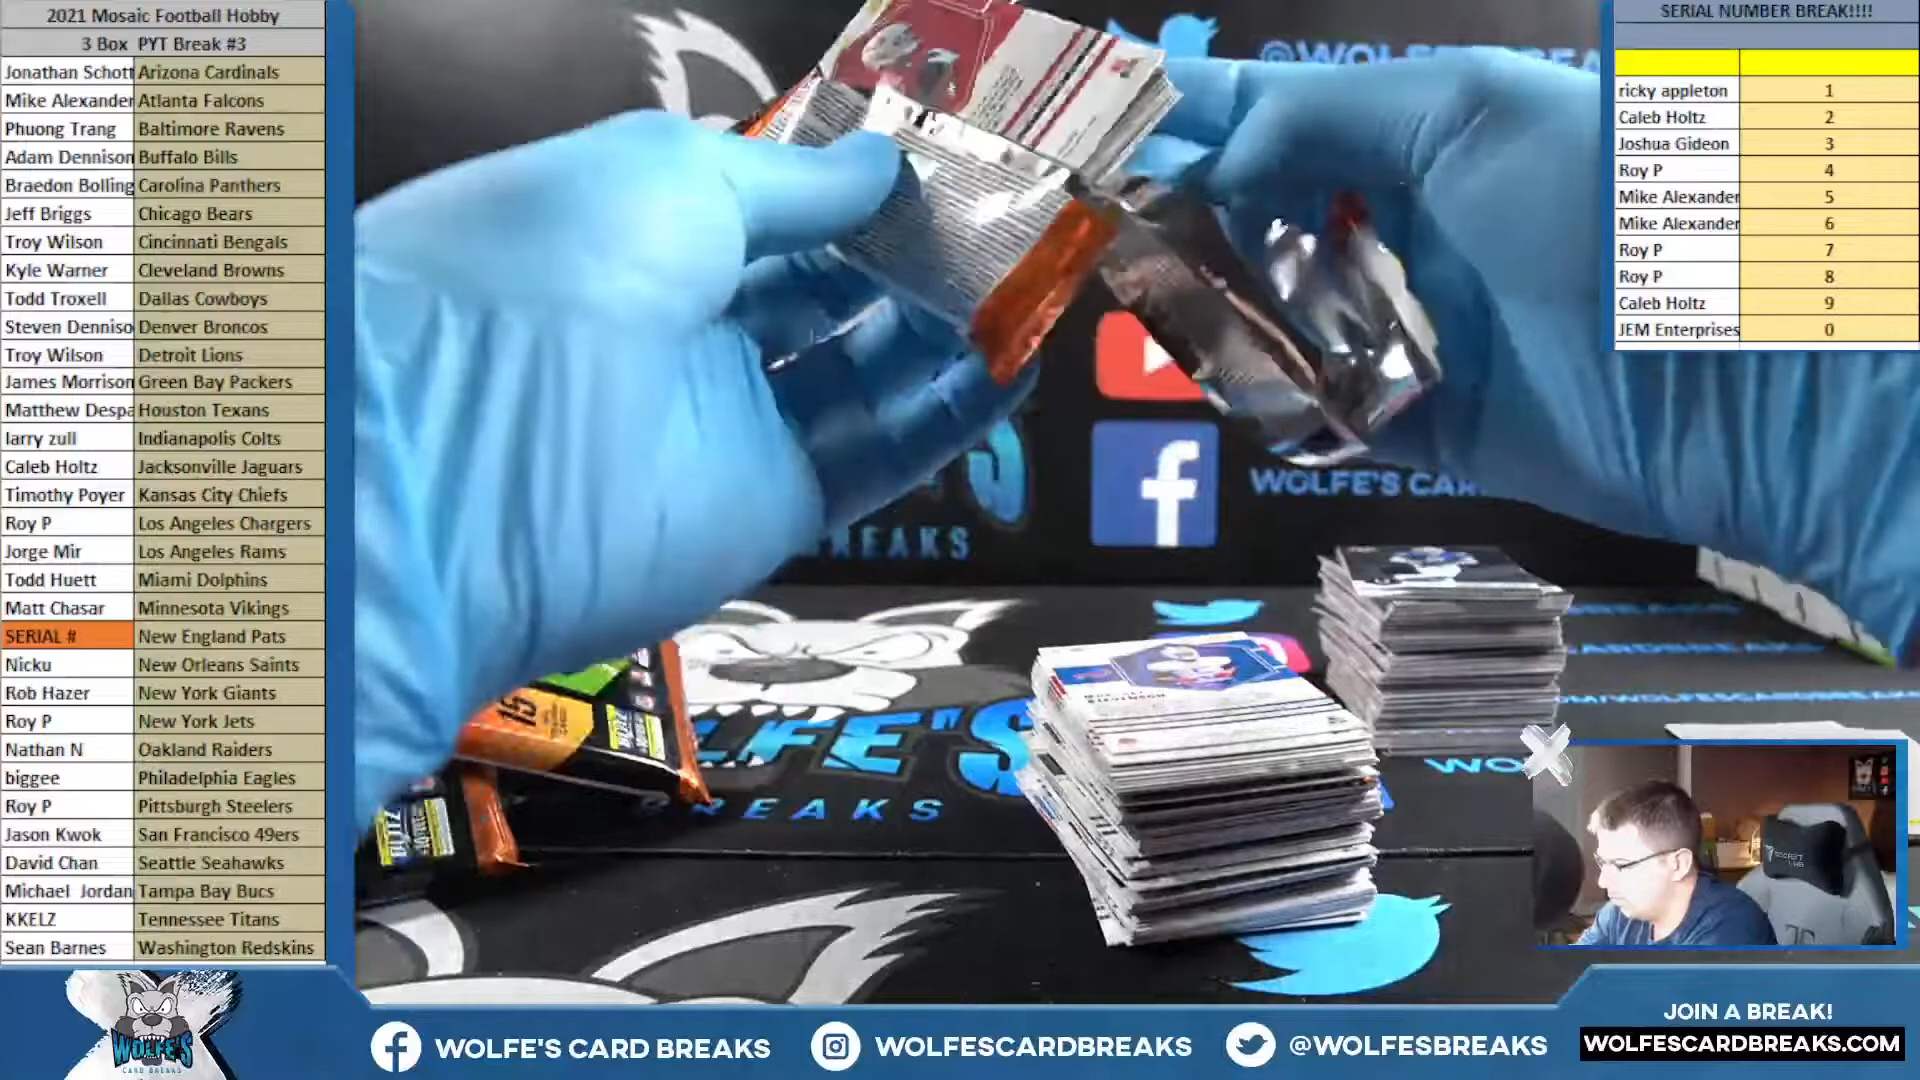 2021 Mosaic Football Hobby
3 Box PYT Break #3
Jonathan Schott Arizona Cardinals
Mike Alexander Atlanta Falcons
Phuong Trang Baltimore Ravens
Adam Dennison Buffalo Bills
Braedon Bolling Carolina Panthers
Jeff Briggs Chicago Bears
Troy Wilson Cincinnati Bengals
Kyle Warner Cleveland Browns
Todd Troxell Dallas Cowboys
Steven Denniso Denver Broncos
Troy Wilson Detroit Lions
James Morrison Green Bay Packers
Matthew Despa Houston Texans
larry zull Indianapolis Colts
Caleb Holtz Jacksonville Jaguars
Timothy Poyer Kansas City Chiefs
Roy P Los Angeles Chargers
Jorge Mir Los Angeles Rams
Todd Huett Miami Dolphins
Matt Chasar Minnesota Vikings
SERIAL # New England Pats
Nicku New Orleans Saints
Rob Hazer New York Giants
Roy P New York Jets
Nathan N Oakland Raiders
biggee Philadelphia Eagles
Roy P Pittsburgh Steelers
Jason Kwok San Francisco 49ers
David Chan Seattle Seahawks
Michael Jordan Tampa Bay Bucs
KKELZ Tennessee Titans
Sean Barnes Washington Redskins
SERIAL NUMBER BREAK!!!!
ricky appleton 1
Caleb Holtz 2
Joshua Gideon 3
Roy P 4
Mike Alexander 5
Mike Alexander 6
Roy P 7
Roy P 8
Caleb Holtz 9
JEM Enterprises 0
WOLFE'S
BREAKS
15
WOLFE'S
CARD BREAKS
WOLFE'S CARD BREAKS
WOLFESCARDBREAKS
@WOLFESBREAKS
JOIN A BREAK!
WOLFESCARDBREAKS.COM